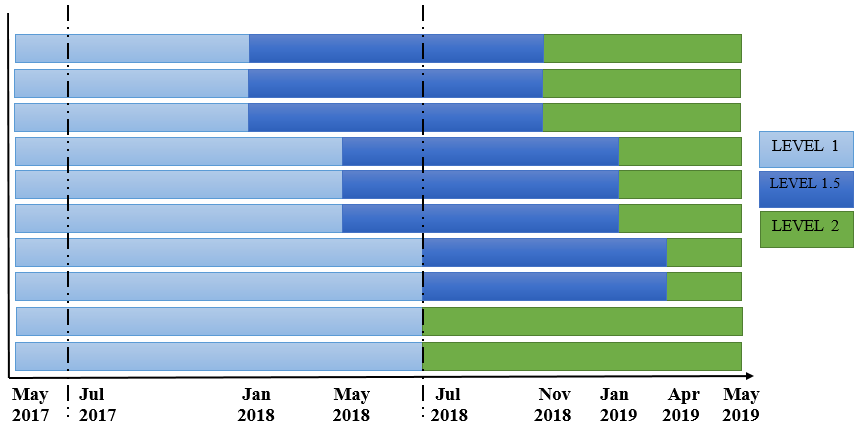 LEVEL 1
LEVEL 1.5
LEVEL 2
May Jul Jan May Jul Nov Jan Apr May
2017 2017 2018 2018 2018 2018 2019 2019 2019